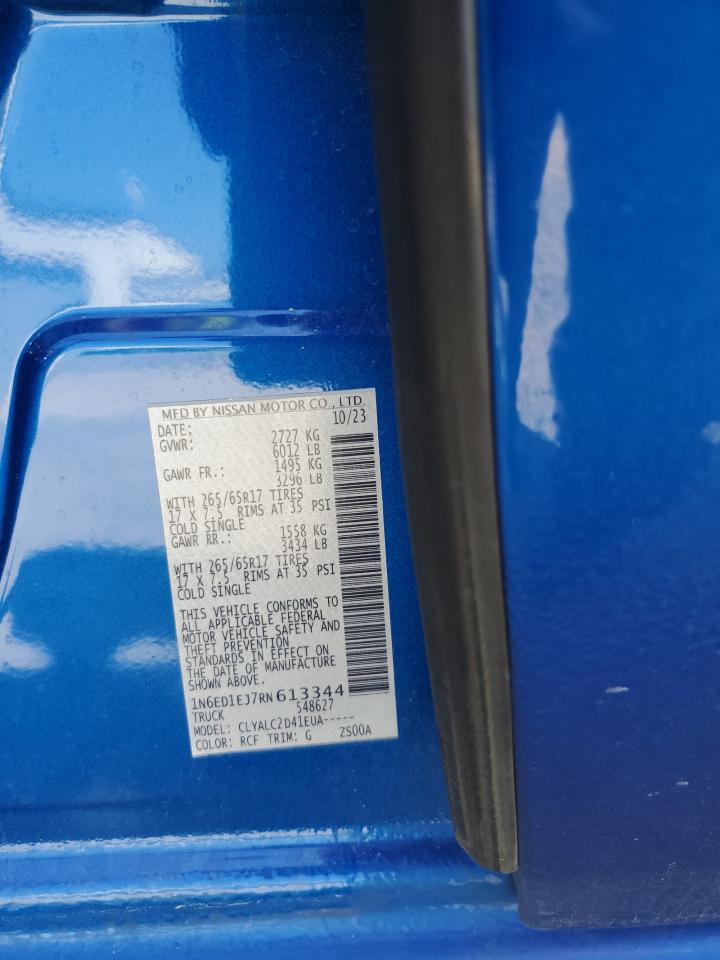 MFD BY NISSAN MOTOR CO., LTD.
DATE: 10/23
GVWR: 2727 KG
6012 LB
GAWR FR.: 1495 KG
3296 LB
WITH 265/65R17 TIRES
17 X 7.5 RIMS AT 35 PSI
COLD SINGLE
GAWR RR.: 1558 KG
3434 LB
WITH 265/65R17 TIRES
17 X 7.5 RIMS AT 35 PSI
COLD SINGLE
THIS VEHICLE CONFORMS TO
ALL APPLICABLE FEDERAL
MOTOR VEHICLE SAFETY AND
THEFT PREVENTION
STANDARDS IN EFFECT ON
THE DATE OF MANUFACTURE
SHOWN ABOVE.
1N6ED1EJ7RN613344
TRUCK 548627
MODEL: CLYALC2D41EUA-----
COLOR: RCF TRIM: G ZS00A